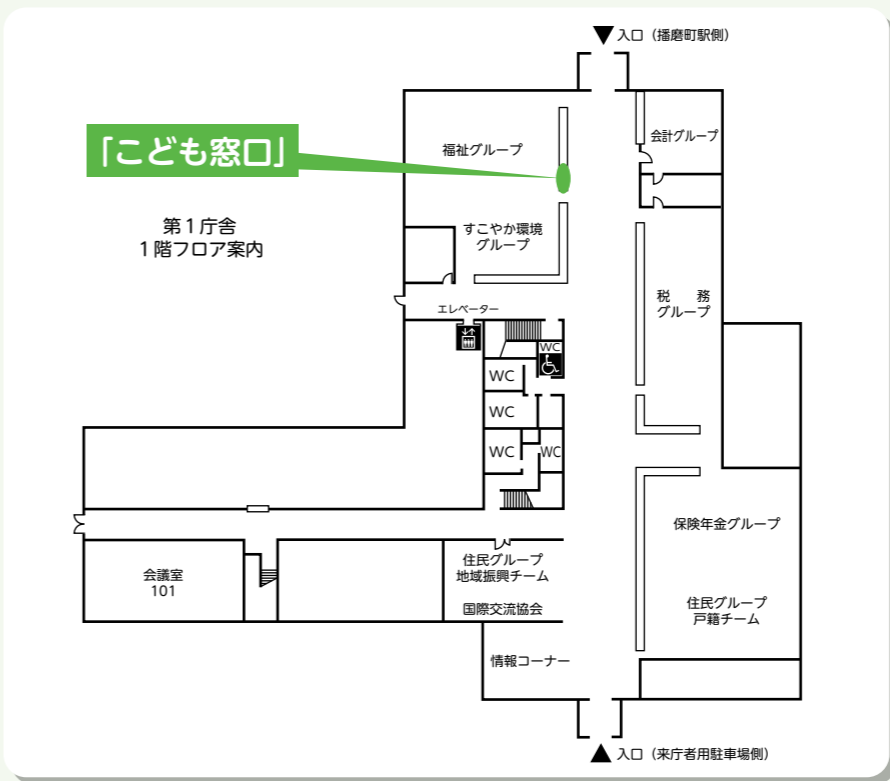 入口（播磨町駅側）
会計グループ
福祉グループ
「こども窓口」
第１庁舎
１階フロア案内
すこやか環境
グループ
税　務
グループ
エレベーター
WC
WC
WC
WC
WC
保険年金グループ
住民グループ
地域振興チーム
会議室
101
国際交流協会
住民グループ
戸籍チーム
情報コーナー
入口（来庁者用駐車場側）